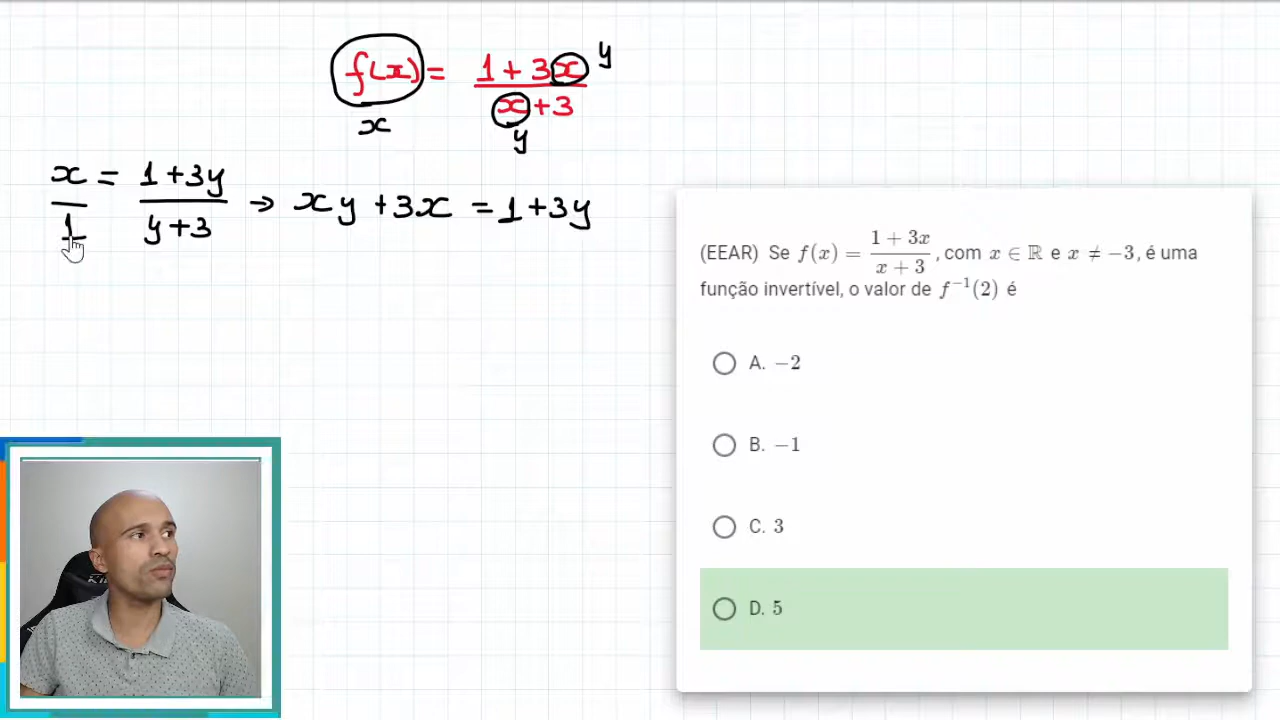 f(x) = 1 + 3x / x + 3
y
x
y
x / 1 = 1 + 3y / y + 3 → xy + 3x = 1 + 3y
(EEAR) Se f(x) = 1 + 3x / x + 3, com x ∈ ℝ e x ≠ −3, é uma
função invertível, o valor de f⁻¹(2) é
A. −2
B. −1
C. 3
D. 5